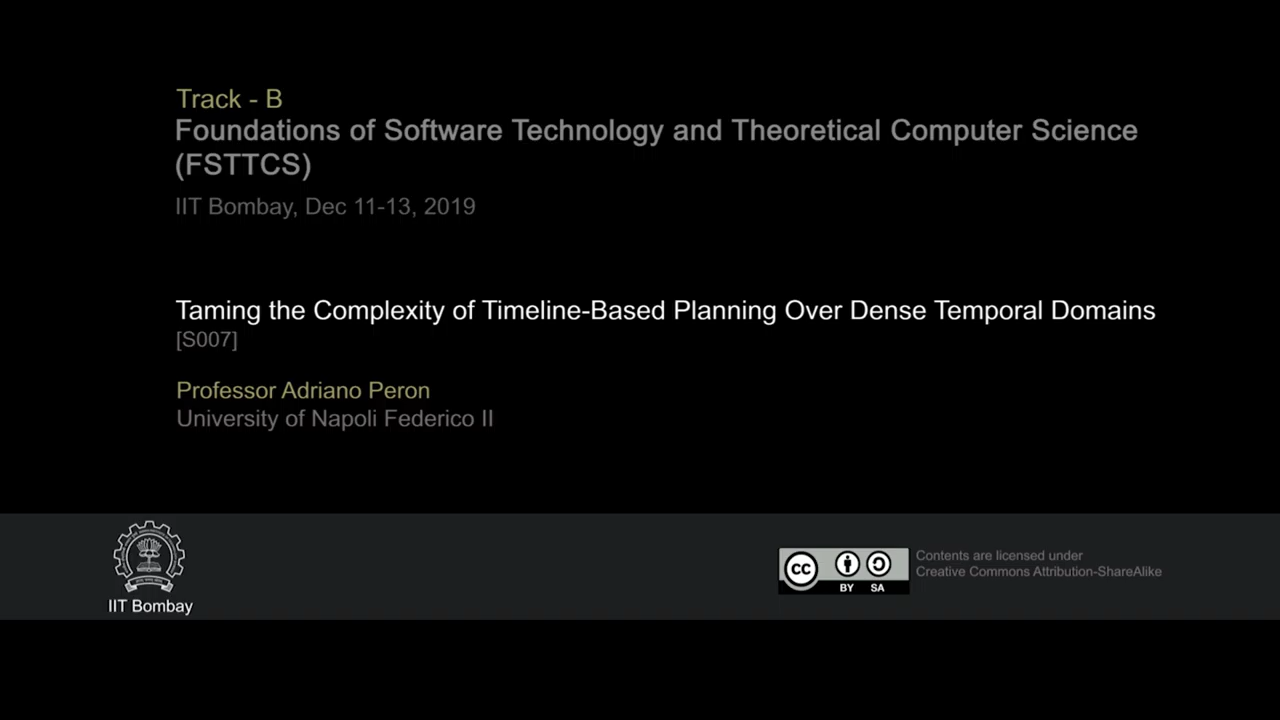 Track - B
Foundations of Software Technology and Theoretical Computer Science
(FSTTCS)
IIT Bombay, Dec 11-13, 2019
Taming the Complexity of Timeline-Based Planning Over Dense Temporal Domains
[S007]
Professor Adriano Peron
University of Napoli Federico II
IIT Bombay
cc
BY SA
Contents are licensed under
Creative Commons Attribution-ShareAlike